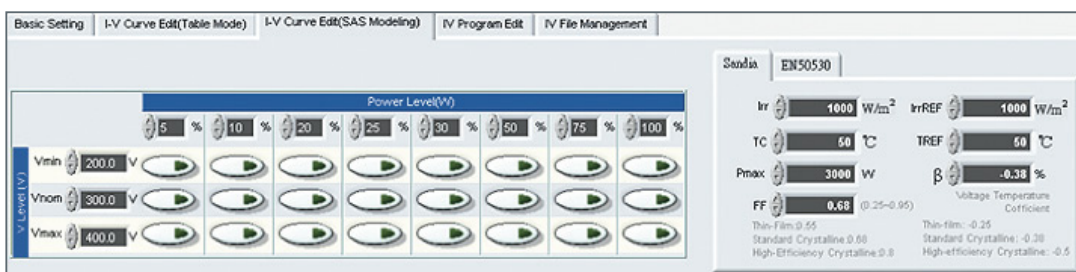 Basic Setting I-V Curve Edit(Table Mode) I-V Curve Edit(SAS Modeling) IV Program Edit IV File Management
Power Level(W)
5 % 10 % 20 % 25 % 30 % 50 % 75 % 100 %
V Level (V)
Vmin 200.0 V
Vnom 300.0 V
Vmax 400.0 V
Sandia EN50530
Irr 1000 W/m² IrrREF 1000 W/m²
TC 50 °C TREF 50 °C
Pmax 3000 W β -0.38 %
FF 0.68 (0.25~0.95) Voltage Temperature
Cofficient
Thin-Film:0.55 Thin-film: -0.25
Standard Crystalline:0.68 Standard Crystalline: -0.38
High-Efficiency Crystalline:0.8 High-efficiency Crystalline: -0.5